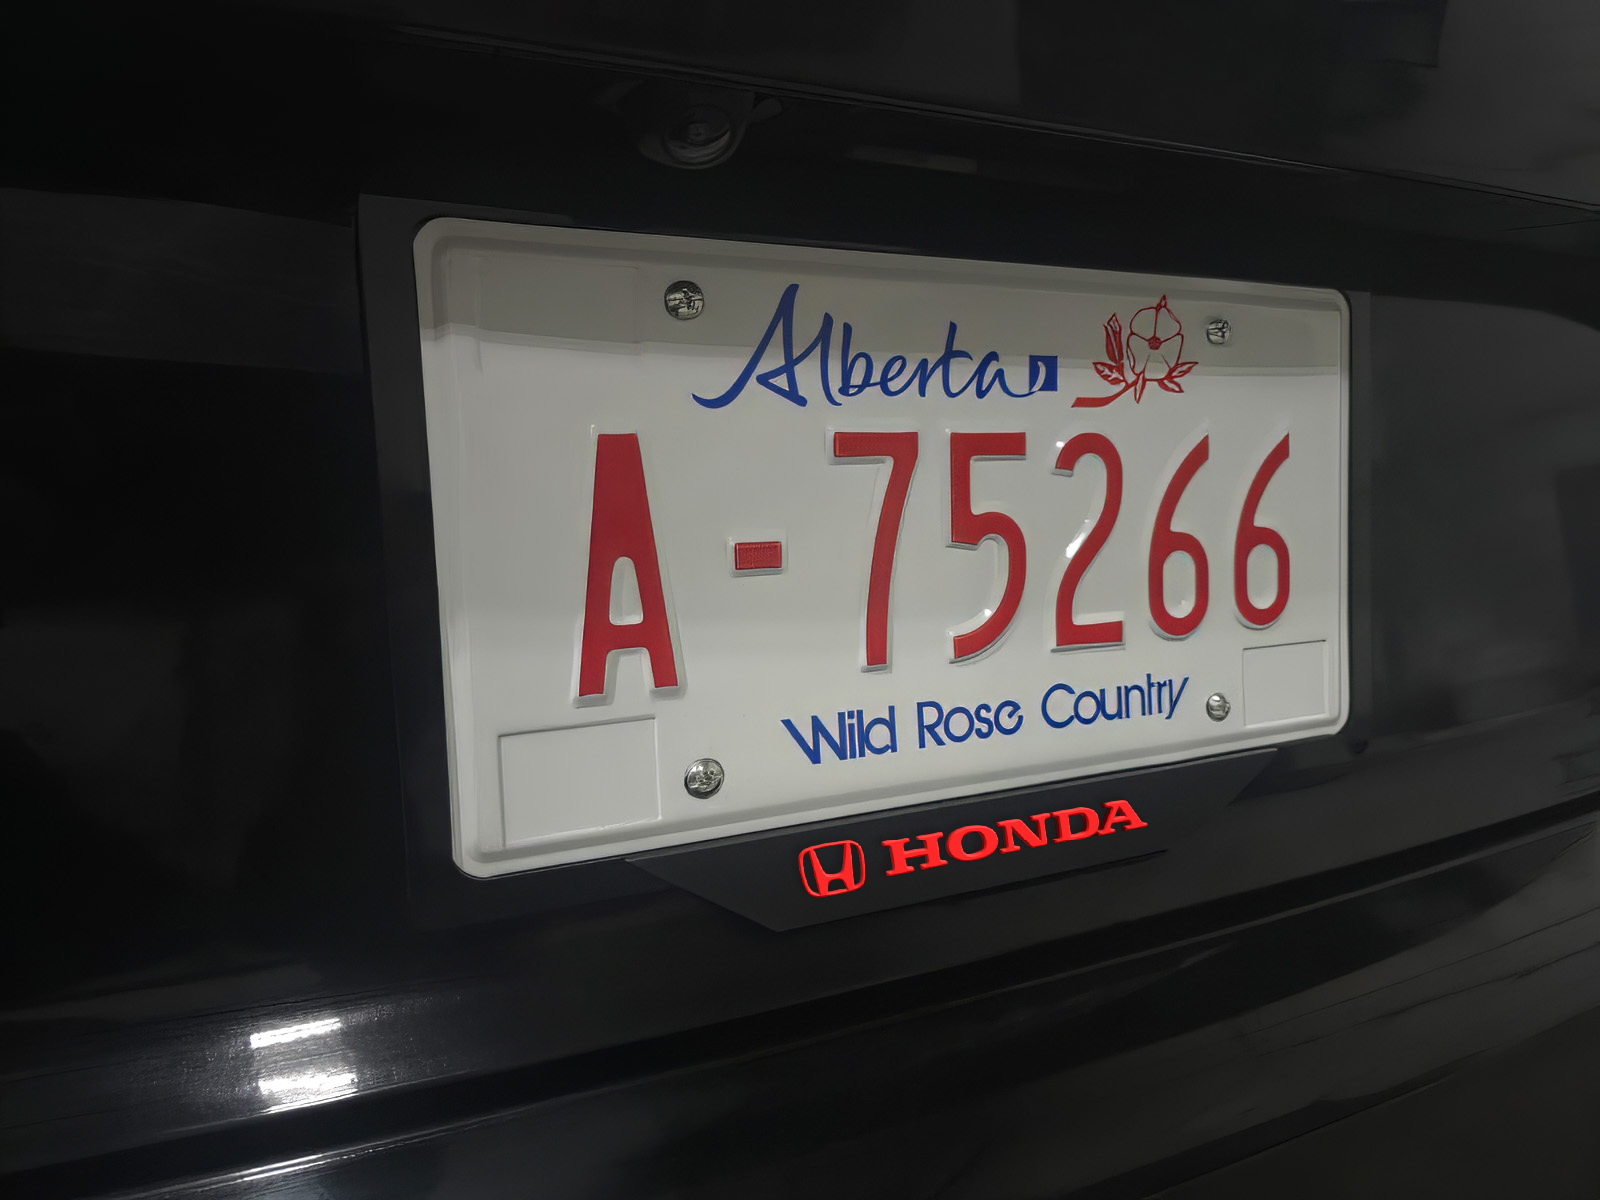 Alberta
A-75266
Wild Rose Country
HONDA